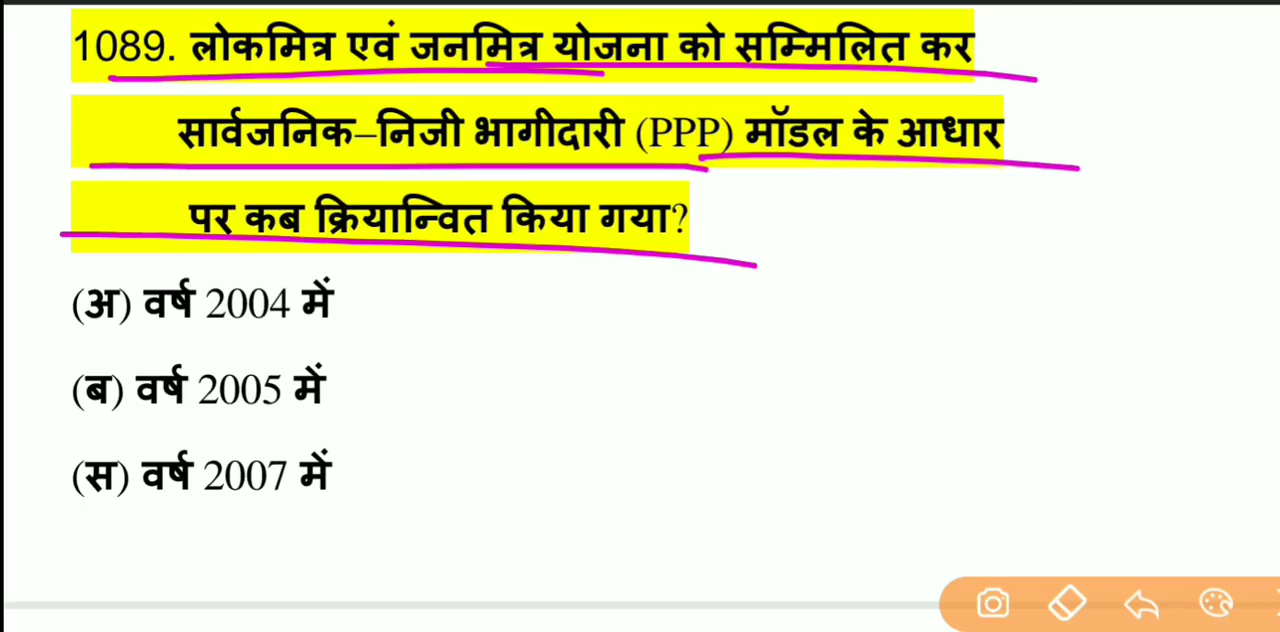 1089. लोकमित्र एवं जनमित्र योजना को सम्मिलित कर
सार्वजनिक–निजी भागीदारी (PPP) मॉडल के आधार
पर कब क्रियान्वित किया गया?
(अ) वर्ष 2004 में
(ब) वर्ष 2005 में
(स) वर्ष 2007 में